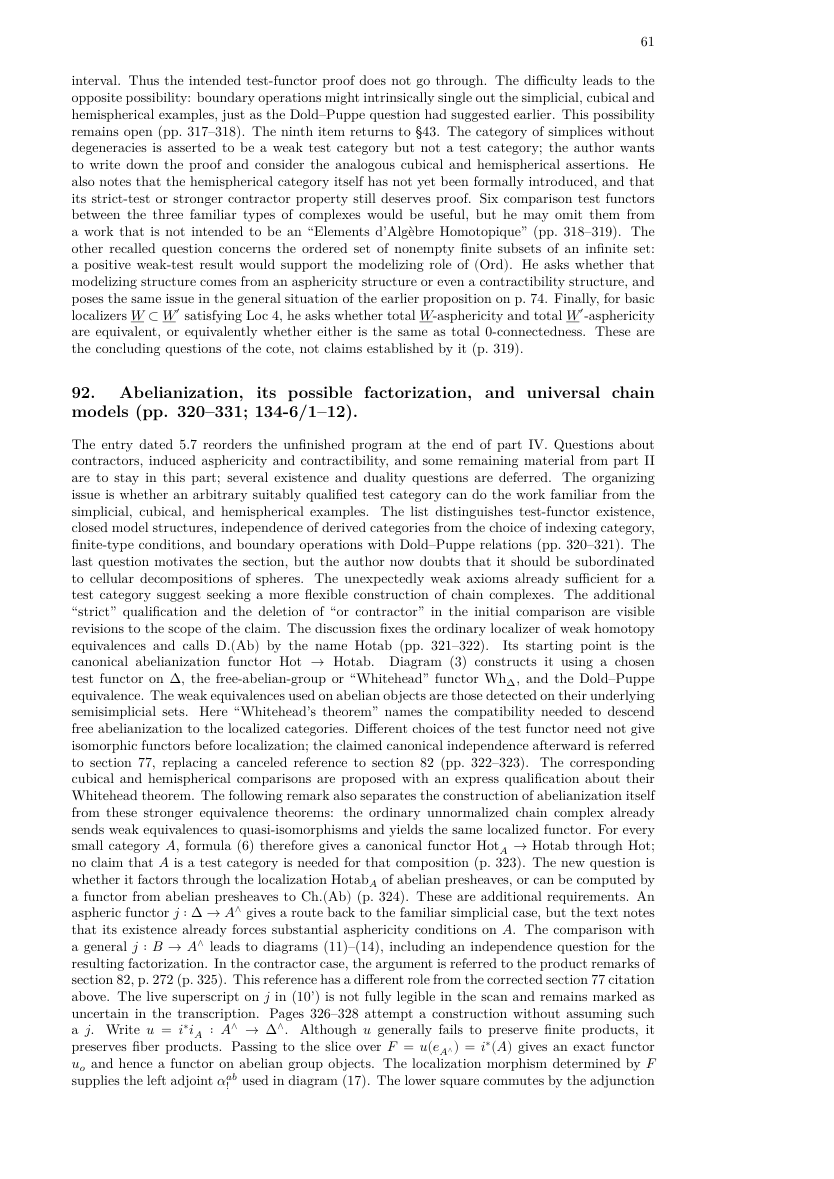 61
interval. Thus the intended test-functor proof does not go through. The difficulty leads to the
opposite possibility: boundary operations might intrinsically single out the simplicial, cubical and
hemispherical examples, just as the Dold–Puppe question had suggested earlier. This possibility
remains open (pp. 317–318). The ninth item returns to §43. The category of simplices without
degeneracies is asserted to be a weak test category but not a test category; the author wants
to write down the proof and consider the analogous cubical and hemispherical assertions. He
also notes that the hemispherical category itself has not yet been formally introduced, and that
its strict-test or stronger contractor property still deserves proof. Six comparison test functors
between the three familiar types of complexes would be useful, but he may omit them from
a work that is not intended to be an “Elements d’Algèbre Homotopique” (pp. 318–319). The
other recalled question concerns the ordered set of nonempty finite subsets of an infinite set:
a positive weak-test result would support the modelizing role of (Ord). He asks whether that
modelizing structure comes from an asphericity structure or even a contractibility structure, and
poses the same issue in the general situation of the earlier proposition on p. 74. Finally, for basic
localizers W ⊂ W′ satisfying Loc 4, he asks whether total W-asphericity and total W′-asphericity
are equivalent, or equivalently whether either is the same as total 0-connectedness. These are
the concluding questions of the cote, not claims established by it (p. 319).
92. Abelianization, its possible factorization, and universal chain
models (pp. 320–331; 134-6/1–12).
The entry dated 5.7 reorders the unfinished program at the end of part IV. Questions about
contractors, induced asphericity and contractibility, and some remaining material from part II
are to stay in this part; several existence and duality questions are deferred. The organizing
issue is whether an arbitrary suitably qualified test category can do the work familiar from the
simplicial, cubical, and hemispherical examples. The list distinguishes test-functor existence,
closed model structures, independence of derived categories from the choice of indexing category,
finite-type conditions, and boundary operations with Dold–Puppe relations (pp. 320–321). The
last question motivates the section, but the author now doubts that it should be subordinated
to cellular decompositions of spheres. The unexpectedly weak axioms already sufficient for a
test category suggest seeking a more flexible construction of chain complexes. The additional
“strict” qualification and the deletion of “or contractor” in the initial comparison are visible
revisions to the scope of the claim. The discussion fixes the ordinary localizer of weak homotopy
equivalences and calls D.(Ab) by the name Hotab (pp. 321–322). Its starting point is the
canonical abelianization functor Hot → Hotab. Diagram (3) constructs it using a chosen
test functor on Δ, the free-abelian-group or “Whitehead” functor Wh_Δ, and the Dold–Puppe
equivalence. The weak equivalences used on abelian objects are those detected on their underlying
semisimplicial sets. Here “Whitehead’s theorem” names the compatibility needed to descend
free abelianization to the localized categories. Different choices of the test functor need not give
isomorphic functors before localization; the claimed canonical independence afterward is referred
to section 77, replacing a canceled reference to section 82 (pp. 322–323). The corresponding
cubical and hemispherical comparisons are proposed with an express qualification about their
Whitehead theorem. The following remark also separates the construction of abelianization itself
from these stronger equivalence theorems: the ordinary unnormalized chain complex already
sends weak equivalences to quasi-isomorphisms and yields the same localized functor. For every
small category A, formula (6) therefore gives a canonical functor Hot_A → Hotab through Hot;
no claim that A is a test category is needed for that composition (p. 323). The new question is
whether it factors through the localization Hotab_A of abelian presheaves, or can be computed by
a functor from abelian presheaves to Ch.(Ab) (p. 324). These are additional requirements. An
aspheric functor j : Δ → A^ gives a route back to the familiar simplicial case, but the text notes
that its existence already forces substantial asphericity conditions on A. The comparison with
a general j : B → A^ leads to diagrams (11)–(14), including an independence question for the
resulting factorization. In the contractor case, the argument is referred to the product remarks of
section 82, p. 272 (p. 325). This reference has a different role from the corrected section 77 citation
above. The live superscript on j in (10’) is not fully legible in the scan and remains marked as
uncertain in the transcription. Pages 326–328 attempt a construction without assuming such
a j. Write u = i*i_A : A^ → Δ^. Although u generally fails to preserve finite products, it
preserves fiber products. Passing to the slice over F = u(e_A^) = i*(A) gives an exact functor
u_o and hence a functor on abelian group objects. The localization morphism determined by F
supplies the left adjoint α_!^ab used in diagram (17). The lower square commutes by the adjunction